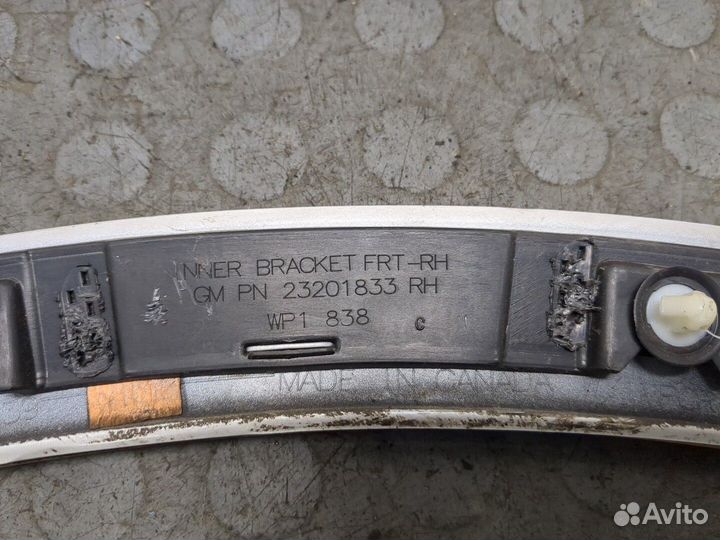 INNER BRACKET FRT-RH
GM PN 23201833 RH
WP1 838 C
MADE IN CANADA
Avito